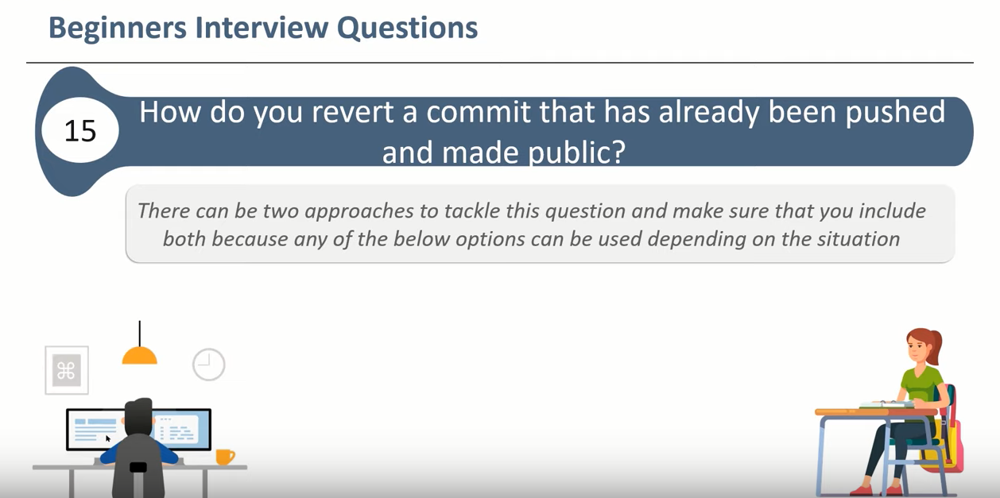 Beginners Interview Questions
15
How do you revert a commit that has already been pushed
and made public?
There can be two approaches to tackle this question and make sure that you include
both because any of the below options can be used depending on the situation
⌘